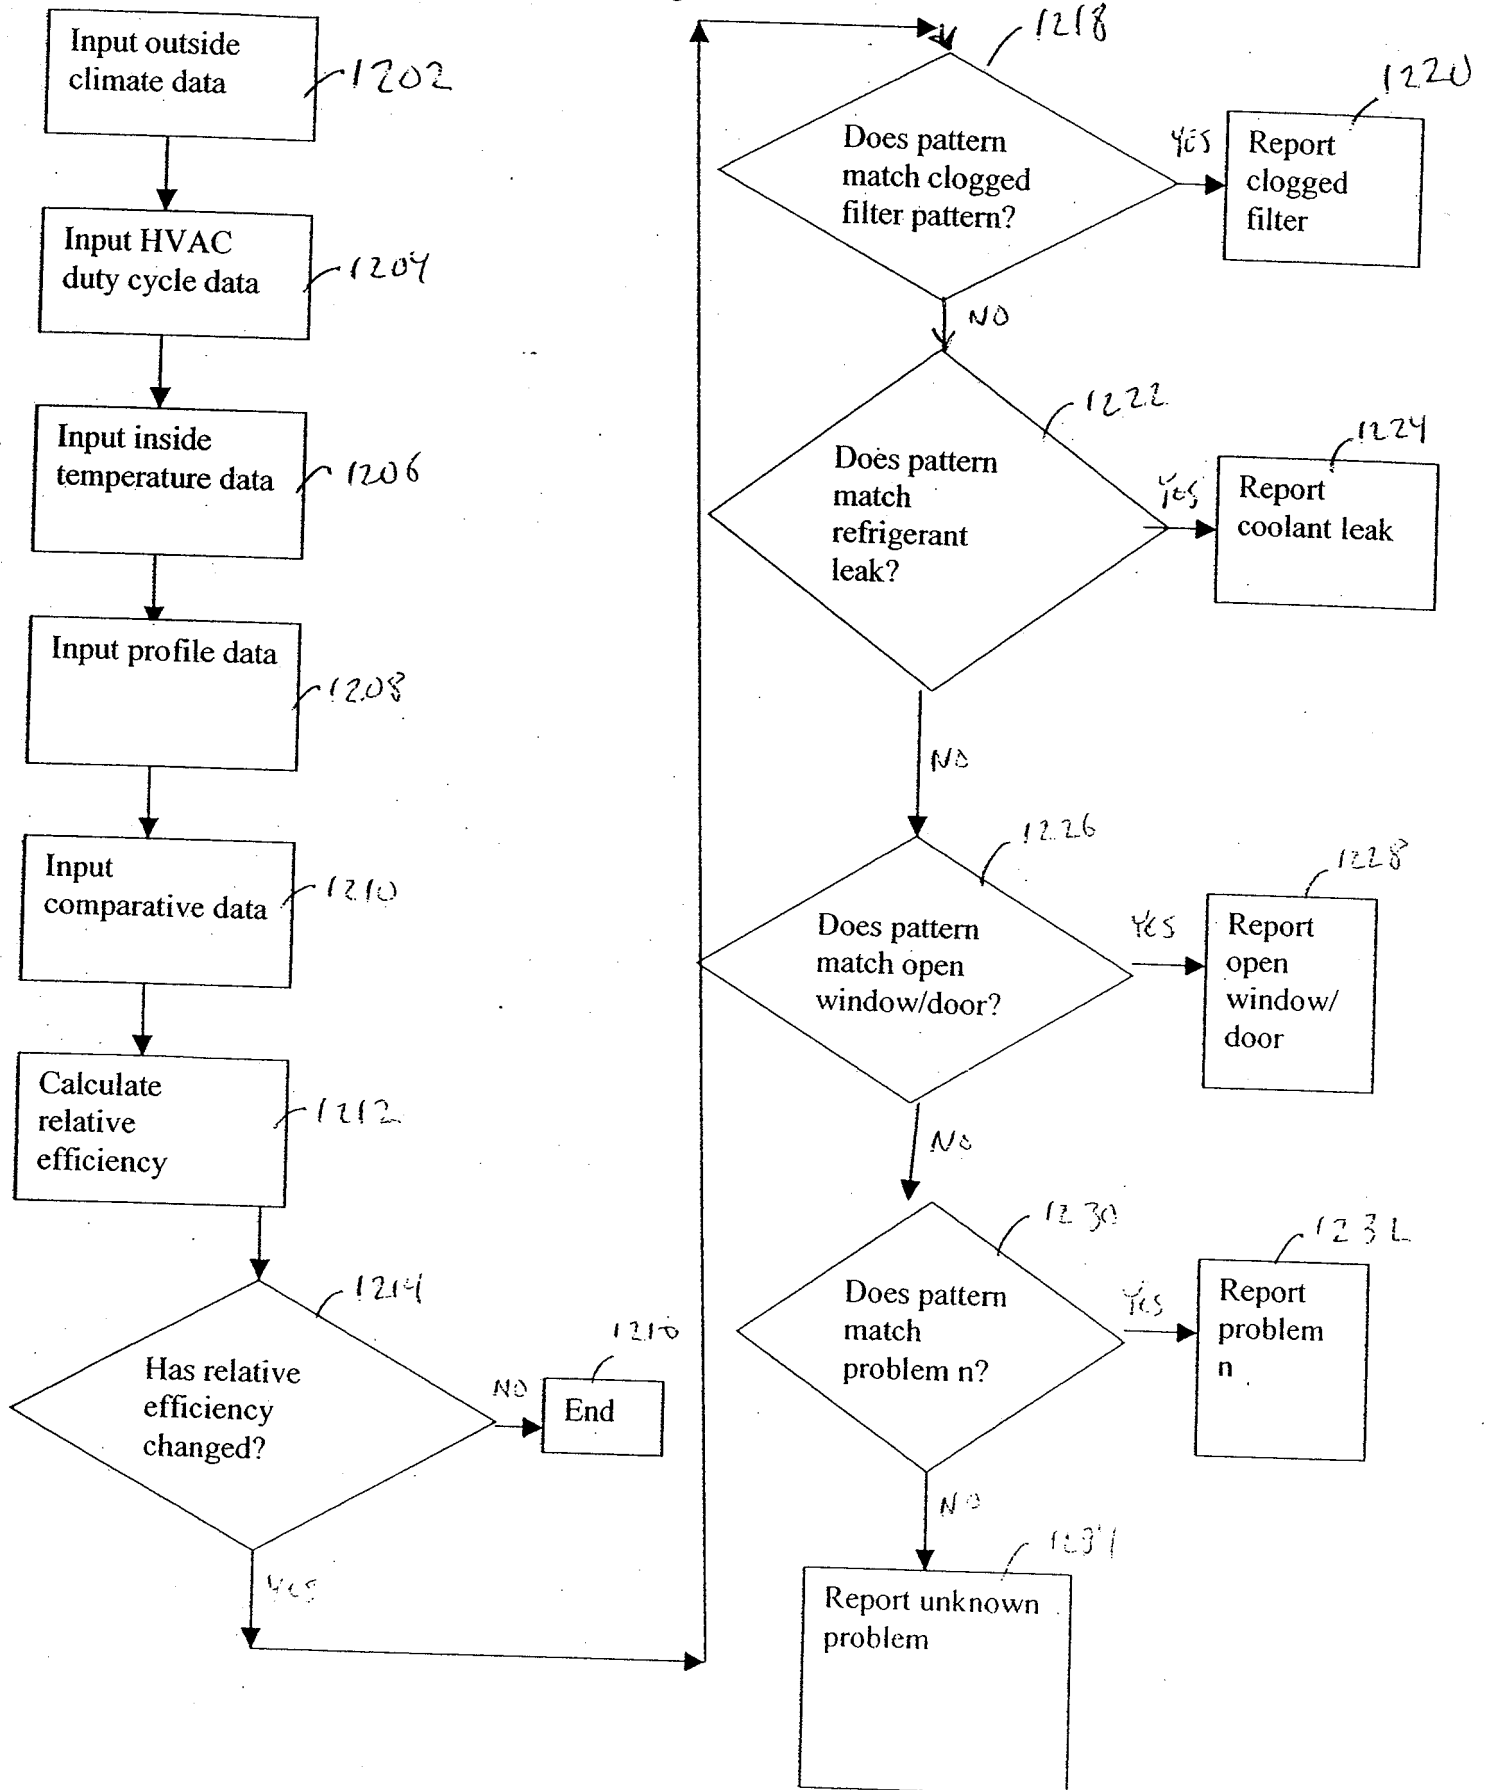 Input outside
climate data
1202
Input HVAC
duty cycle data
1204
Input inside
temperature data
1206
Input profile data
1208
Input
comparative data
1210
Calculate
relative
efficiency
1212
1214
Has relative
efficiency
changed?
NO
1216
End
YES
1218
Does pattern
match clogged
filter pattern?
YES
1220
Report
clogged
filter
NO
1222
Does pattern
match
refrigerant
leak?
YES
1224
Report
coolant leak
NO
1226
Does pattern
match open
window/door?
YES
1228
Report
open
window/
door
NO
1230
Does pattern
match
problem n?
YES
1232
Report
problem
n
NO
1234
Report unknown
problem